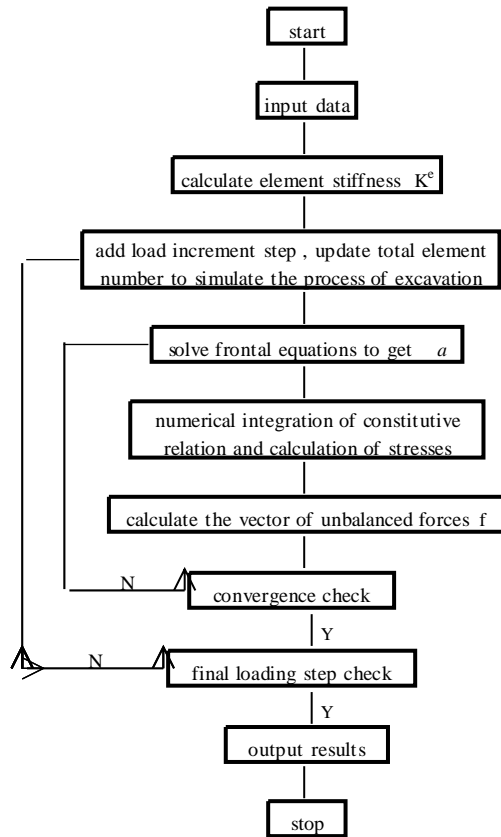 start
input data
calculate element stiffness K^e
add load increment step , update total element
number to simulate the process of excavation
solve frontal equations to get a
numerical integration of constitutive
relation and calculation of stresses
calculate the vector of unbalanced forces f
N
convergence check
Y
N
final loading step check
Y
output results
stop